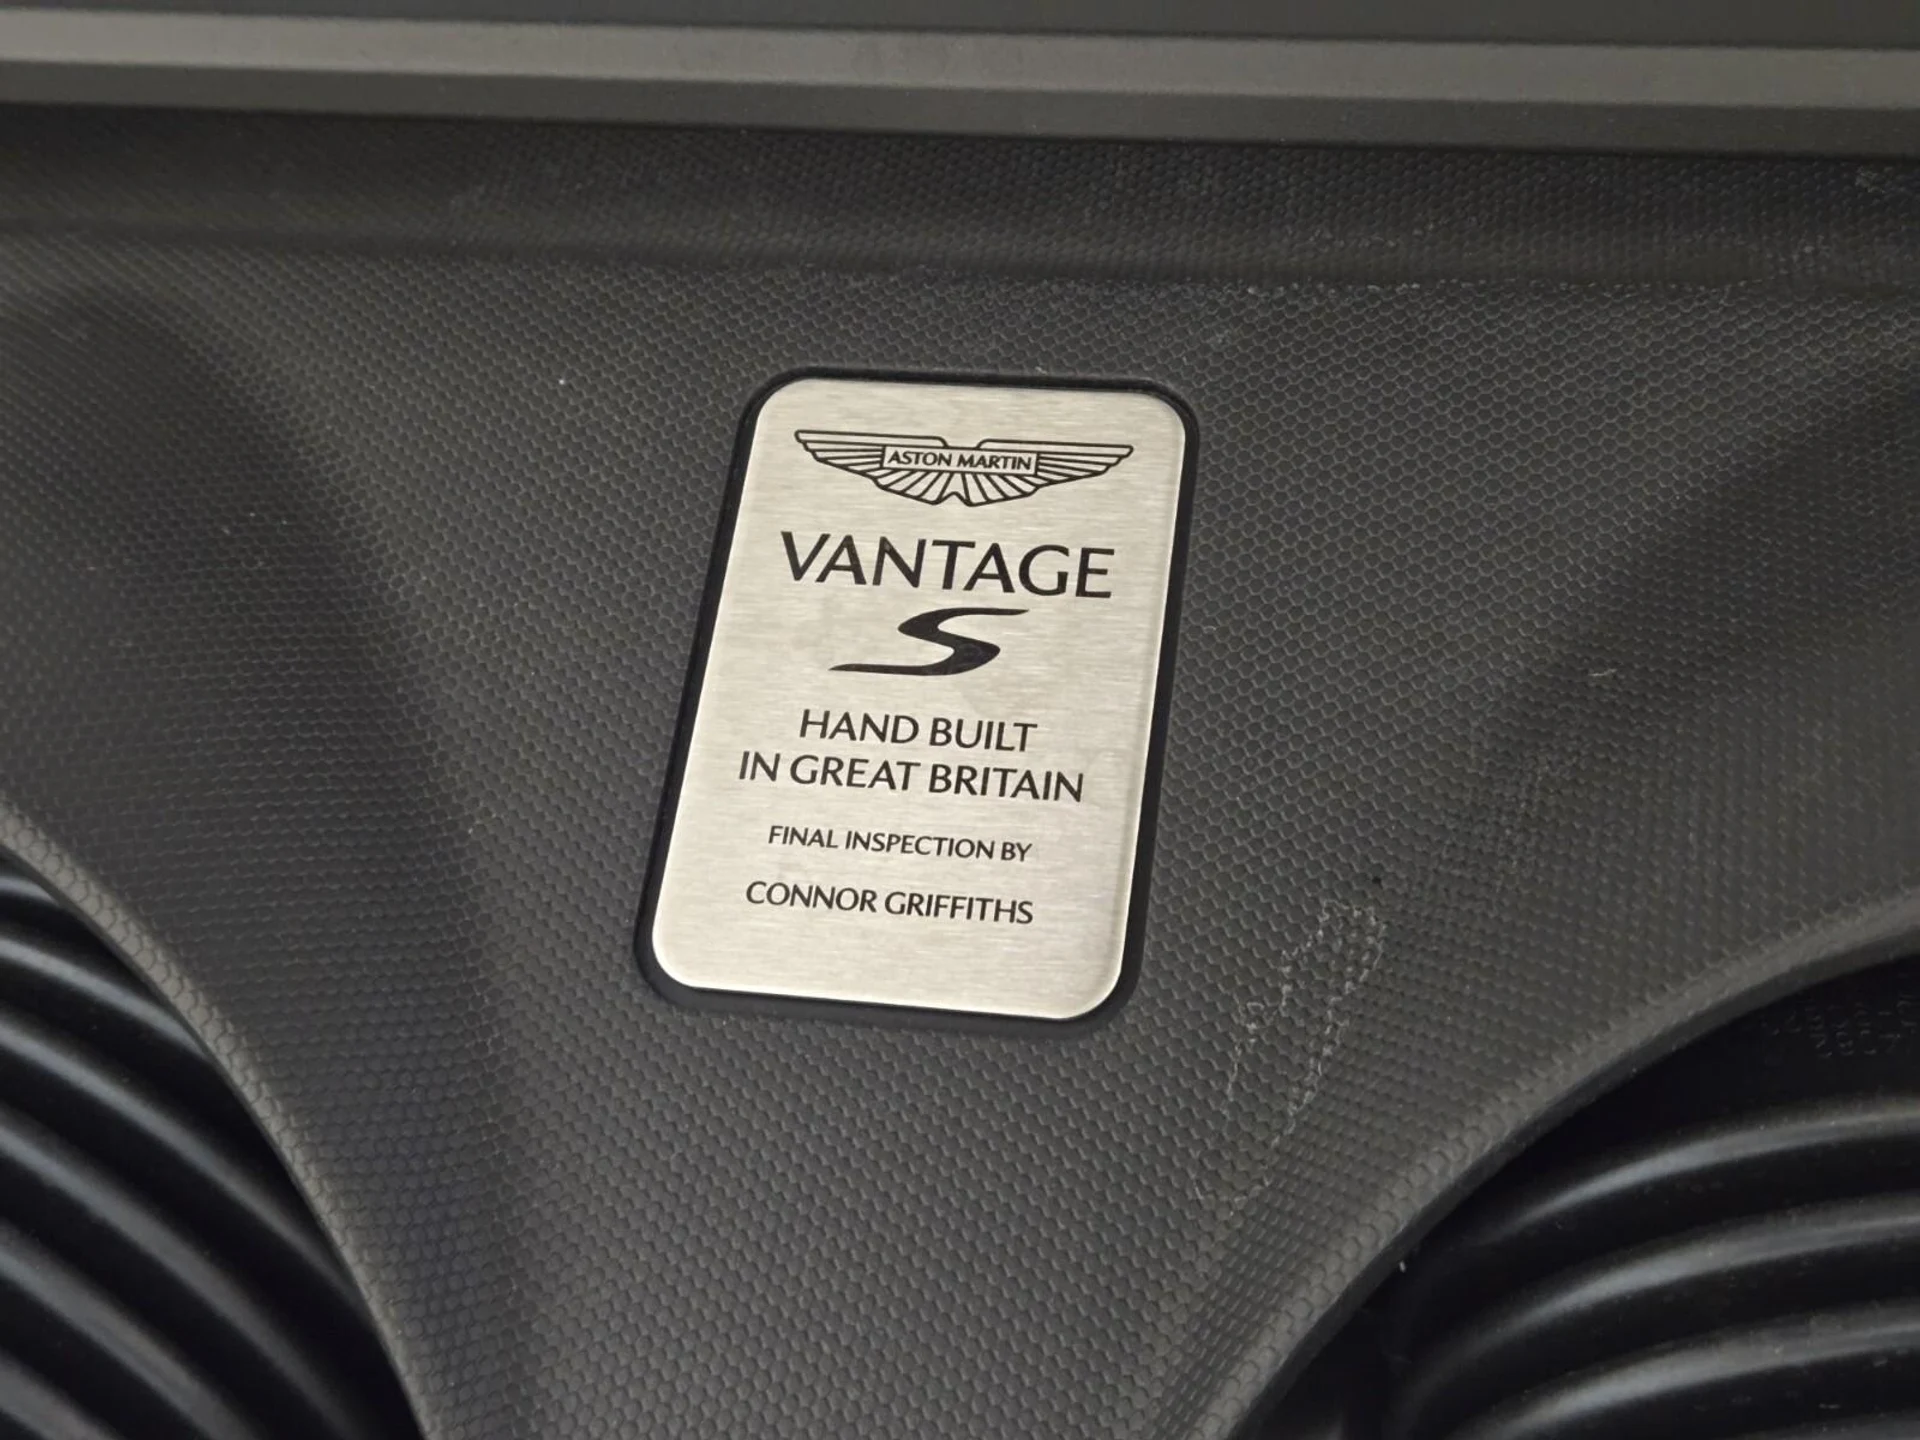 ASTON MARTIN
VANTAGE
S
HAND BUILT
IN GREAT BRITAIN
FINAL INSPECTION BY
CONNOR GRIFFITHS